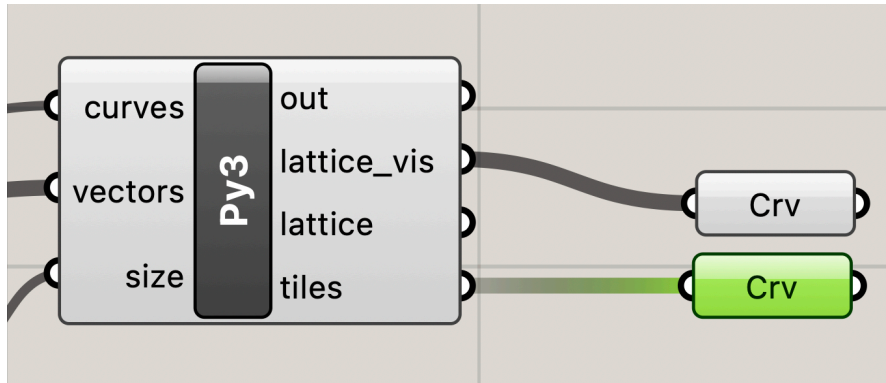 curves
vectors
size
Py3
out
lattice_vis
lattice
tiles
Crv
Crv